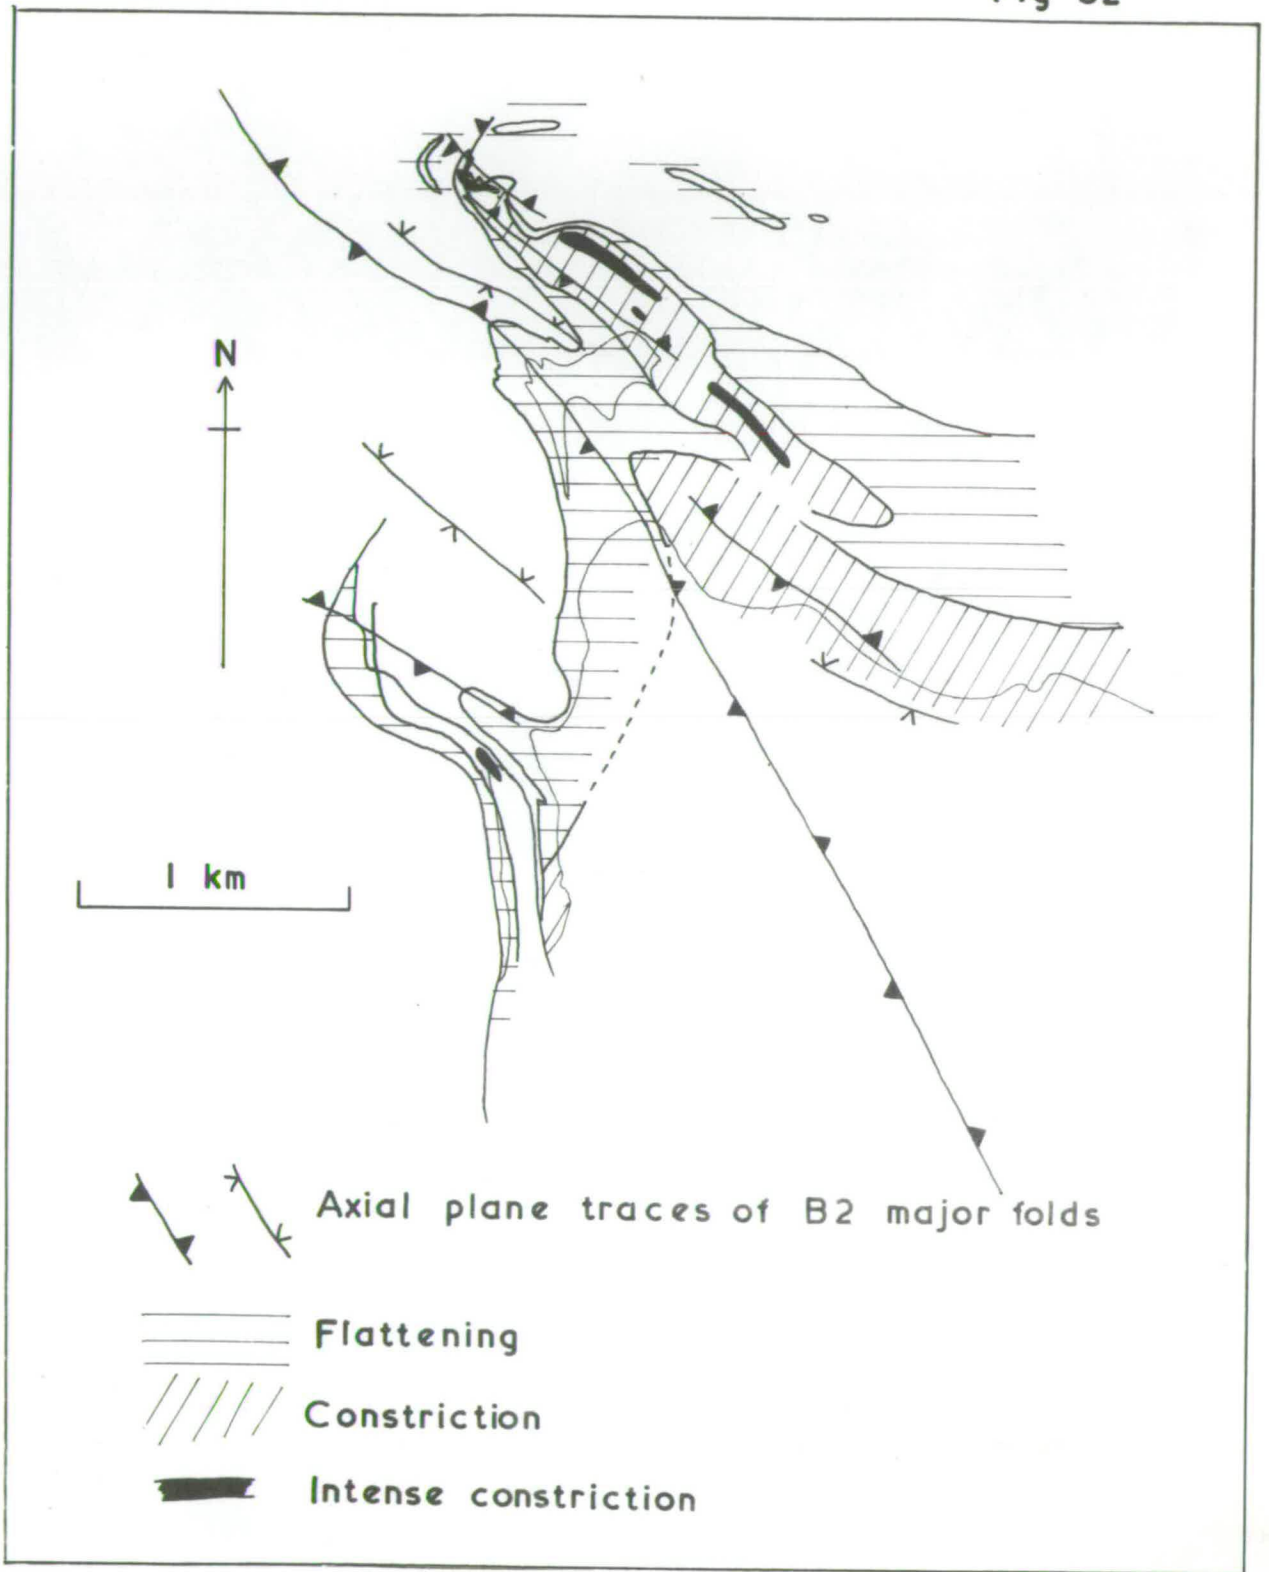 N
1 km
Axial plane traces of B2 major folds
Flattening
Constriction
Intense constriction